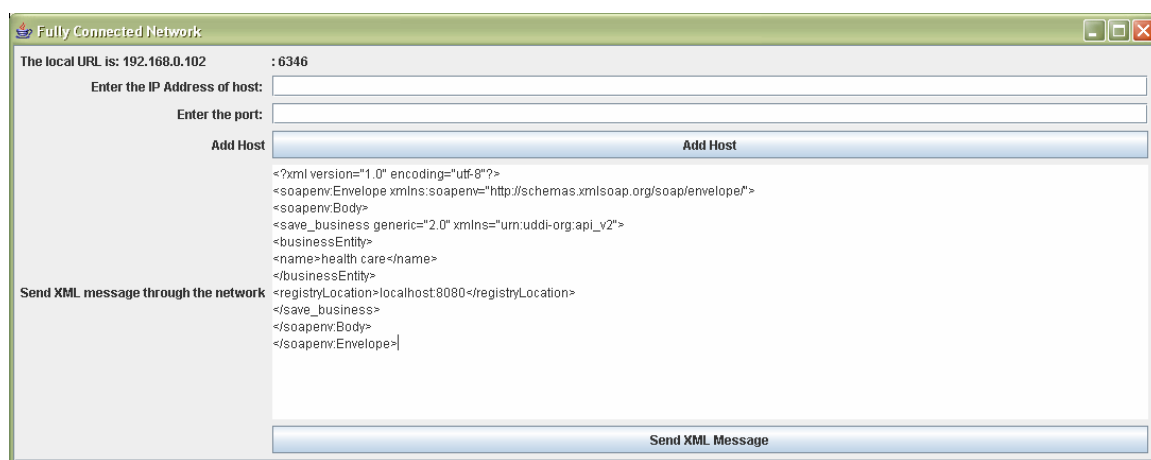 Fully Connected Network
The local URL is: 192.168.0.102 : 6346
Enter the IP Address of host:
Enter the port:
Add Host Add Host
<?xml version="1.0" encoding="utf-8"?>
<soapenv:Envelope xmlns:soapenv="http://schemas.xmlsoap.org/soap/envelope/">
<soapenv:Body>
<save_business generic="2.0" xmlns="urn:uddi-org:api_v2">
<businessEntity>
<name>health care</name>
</businessEntity>
Send XML message through the network <registryLocation>localhost:8080</registryLocation>
</save_business>
</soapenv:Body>
</soapenv:Envelope>
Send XML Message